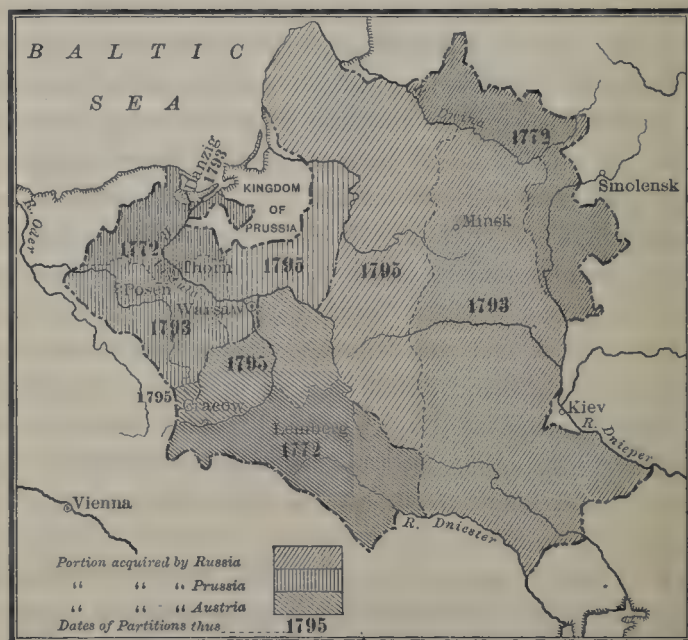 BALTIC
SEA
Dwina
1772
Smolensk
Danzig
1793
KINGDOM
OF
PRUSSIA
R. Oder
Minsk
1772
Thorn
1795
1795
Posen
1793
Warsaw
1793
1795
1795
Cracow
Kiev
R. Dnieper
Lemberg
1772
Vienna
R. Dniester
Portion acquired by Russia
“ “ “ Prussia
“ “ “ Austria
Dates of Partitions thus 1795